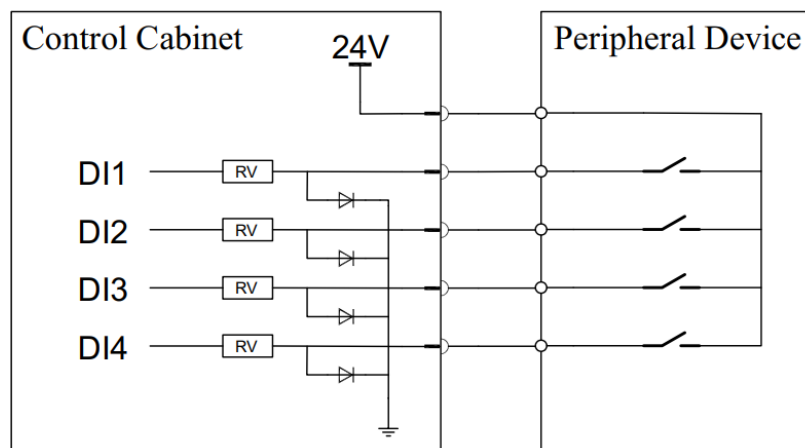 Control Cabinet
Peripheral Device
24V
DI1
RV
DI2
RV
DI3
RV
DI4
RV